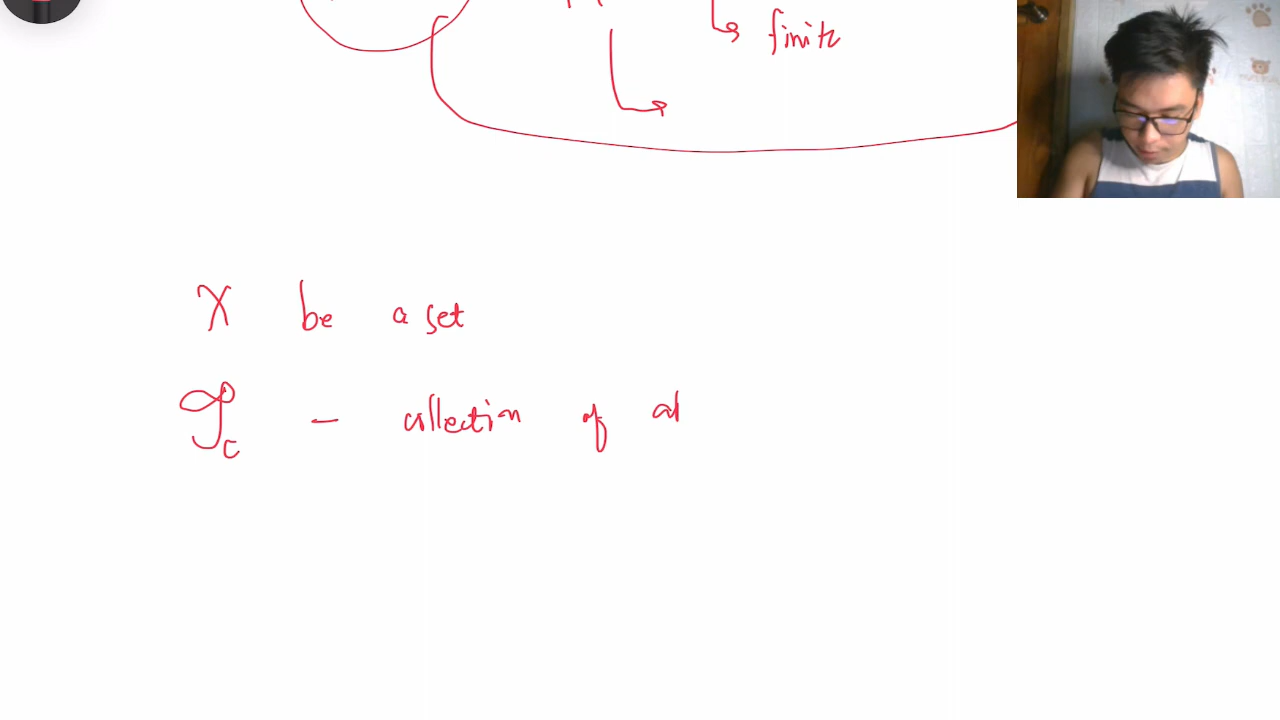 finite
X be a set
𝒯c - collection of al